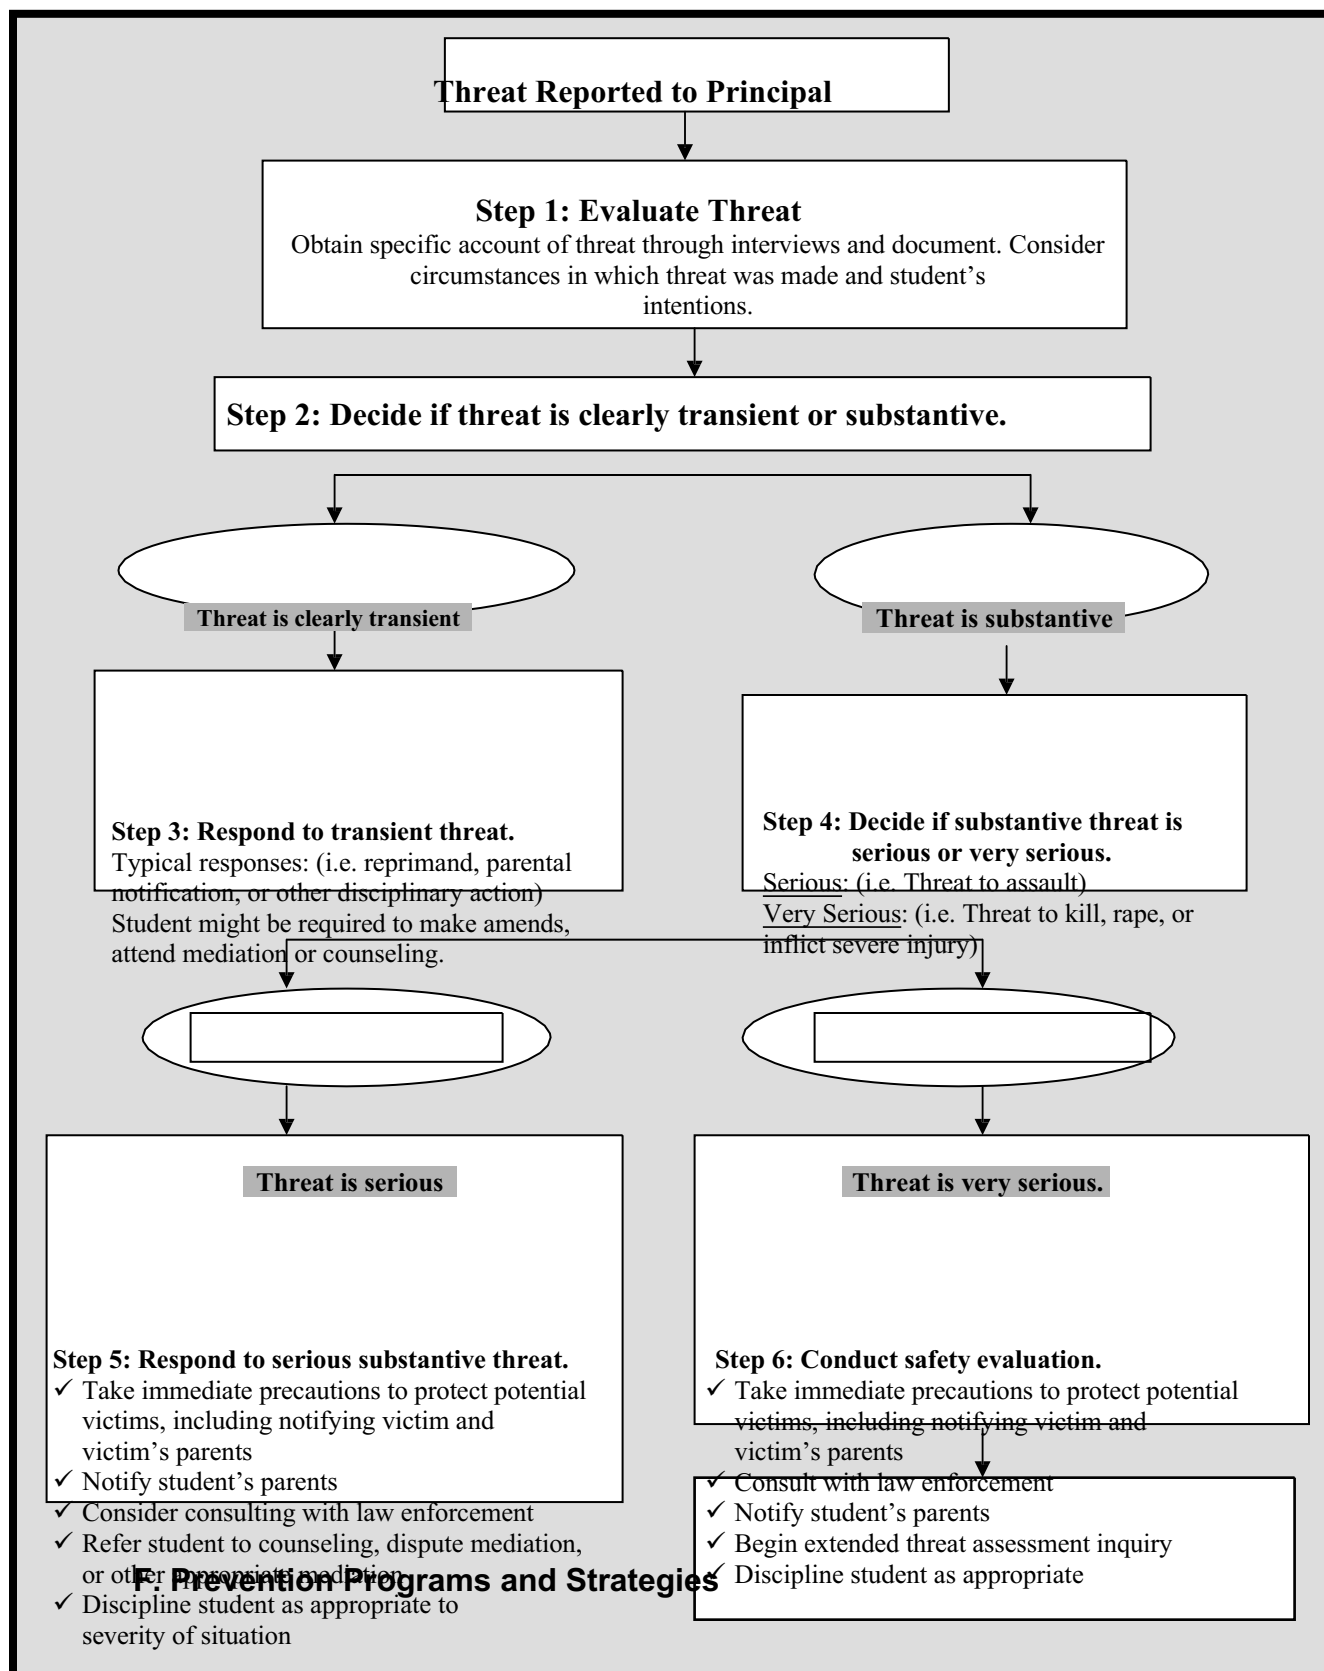 Threat Reported to Principal
Step 1: Evaluate Threat
Obtain specific account of threat through interviews and document. Consider
circumstances in which threat was made and student’s
intentions.
Step 2: Decide if threat is clearly transient or substantive.
Threat is clearly transient
Threat is substantive
Step 3: Respond to transient threat.
Typical responses: (i.e. reprimand, parental
notification, or other disciplinary action)
Student might be required to make amends,
attend mediation or counseling.
Step 4: Decide if substantive threat is
serious or very serious.
Serious: (i.e. Threat to assault)
Very Serious: (i.e. Threat to kill, rape, or
inflict severe injury)
Threat is serious
Threat is very serious.
Step 5: Respond to serious substantive threat.
✓ Take immediate precautions to protect potential
victims, including notifying victim and
victim’s parents
✓ Notify student’s parents
✓ Consider consulting with law enforcement
✓ Refer student to counseling, dispute mediation,
or other appropriate mediation
✓ Discipline student as appropriate to
severity of situation
Step 6: Conduct safety evaluation.
✓ Take immediate precautions to protect potential
victims, including notifying victim and
victim’s parents
✓ Consult with law enforcement
✓ Notify student’s parents
✓ Begin extended threat assessment inquiry
✓ Discipline student as appropriate
F. Prevention Programs and Strategies